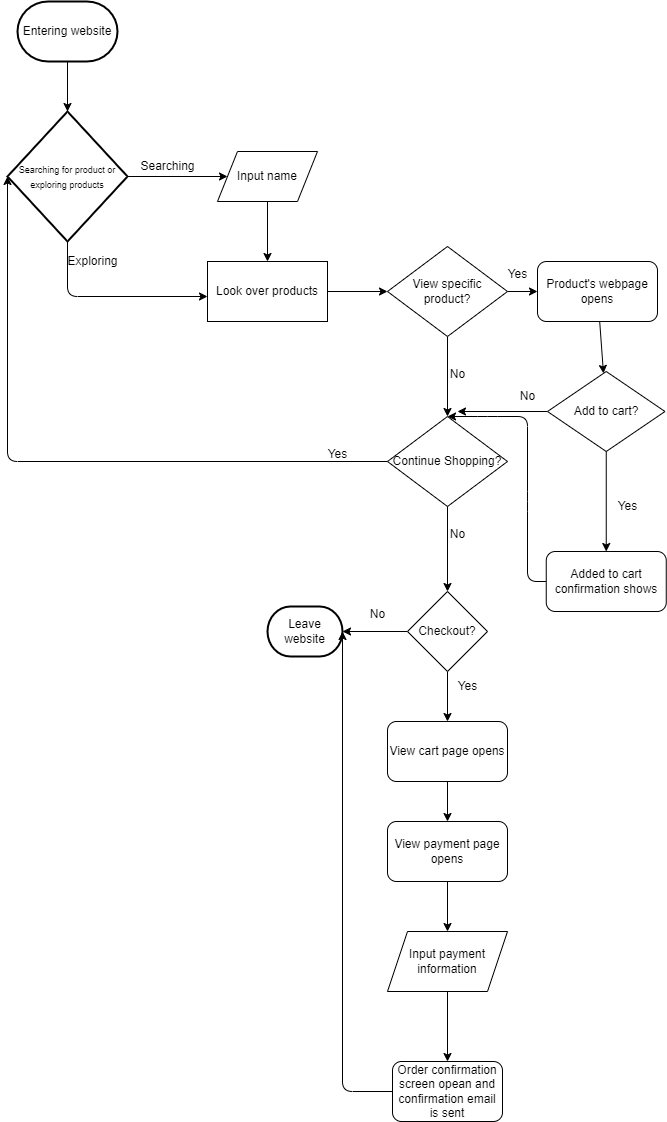 Entering website
Searching for product or
exploring products
Searching
Input name
Exploring
Look over products
View specific
product?
Yes
Product's webpage
opens
No
No
Add to cart?
Yes
Continue Shopping?
Yes
No
Added to cart
confirmation shows
Leave
website
No
Checkout?
Yes
View cart page opens
View payment page
opens
Input payment
information
Order confirmation
screen opean and
confirmation email
is sent